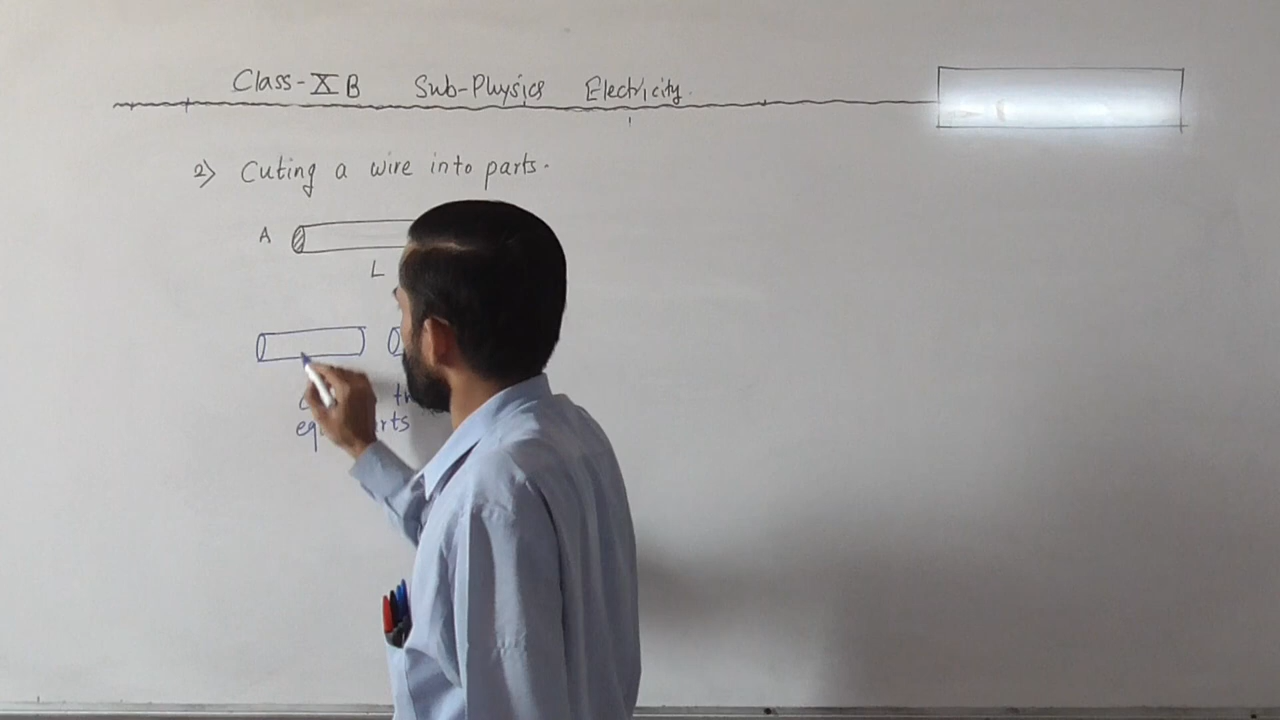 Class-X B Sub-Physics Electricity.
2) Cuting a wire into parts.
A
L